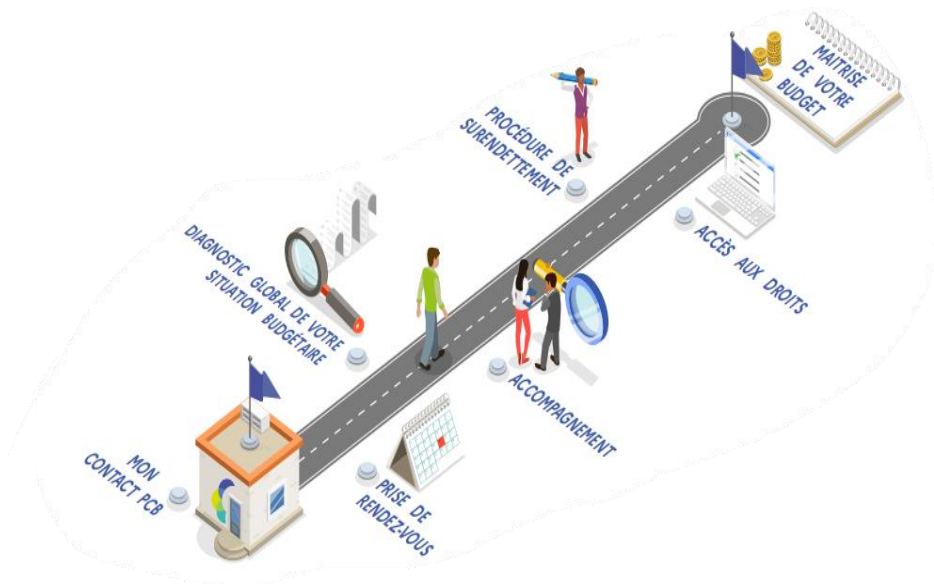 MON
CONTACT PCB
PRISE DE
RENDEZ-VOUS
DIAGNOSTIC GLOBAL DE VOTRE
SITUATION BUDGÉTAIRE
ACCOMPAGNEMENT
PROCÉDURE DE
SURENDETTEMENT
ACCÈS AUX DROITS
MAITRISE
DE VOTRE
BUDGET